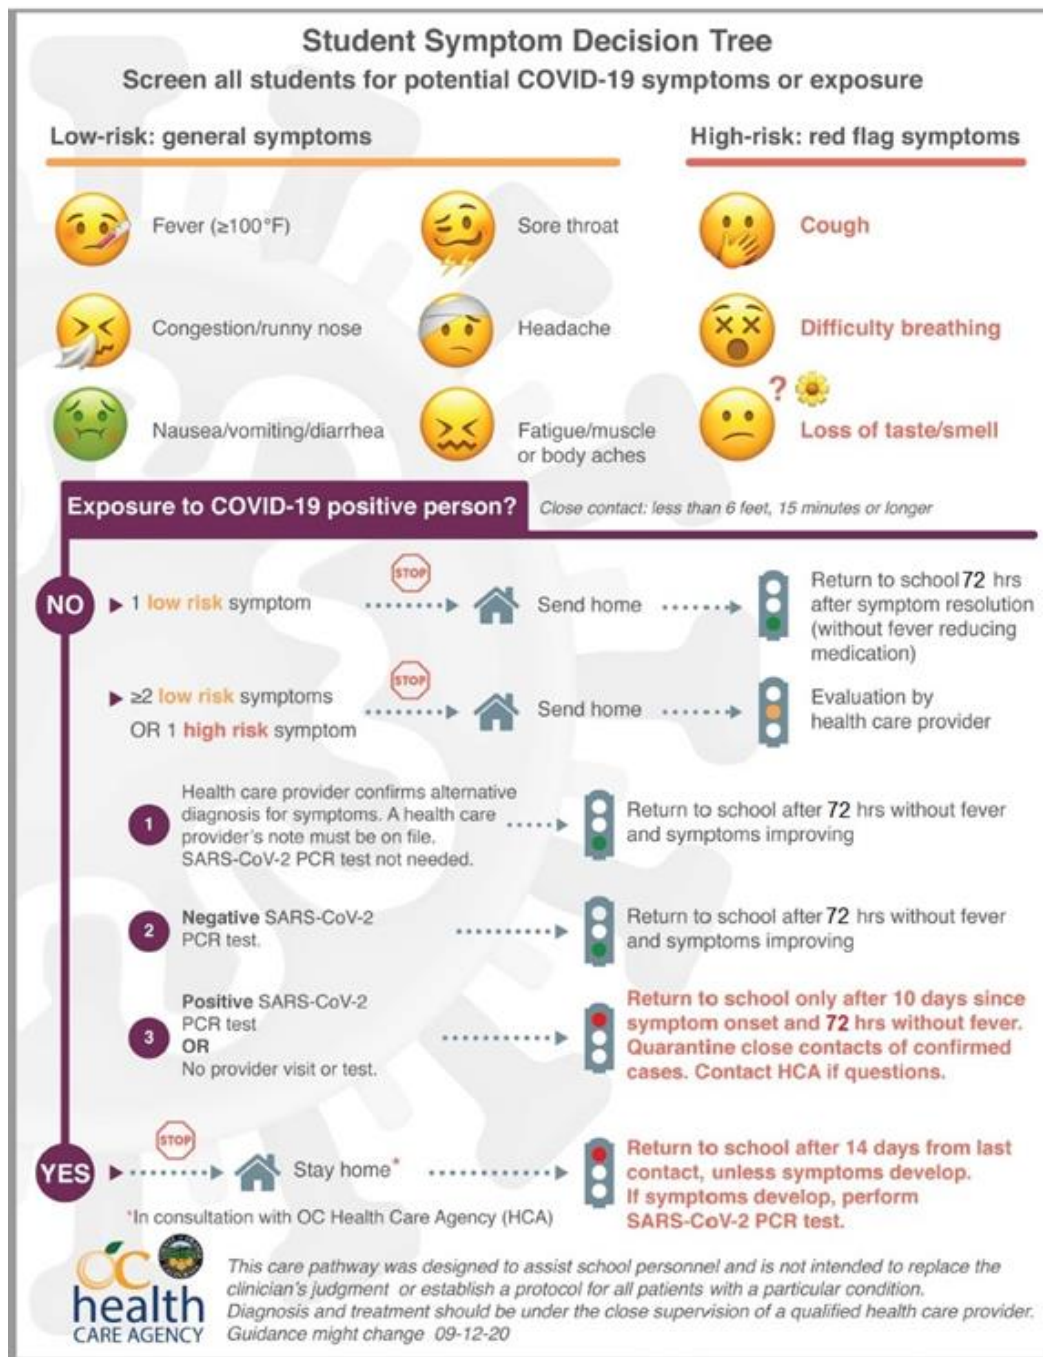 Student Symptom Decision Tree
Screen all students for potential COVID-19 symptoms or exposure
Low-risk: general symptoms
High-risk: red flag symptoms
Fever (≥100°F)
Sore throat
Cough
Congestion/runny nose
Headache
Difficulty breathing
?
Nausea/vomiting/diarrhea
Fatigue/muscle
or body aches
Loss of taste/smell
Exposure to COVID-19 positive person?
Close contact: less than 6 feet, 15 minutes or longer
NO
1 low risk symptom
STOP
Send home
Return to school 72 hrs
after symptom resolution
(without fever reducing
medication)
≥2 low risk symptoms
OR 1 high risk symptom
STOP
Send home
Evaluation by
health care provider
1
Health care provider confirms alternative
diagnosis for symptoms. A health care
provider's note must be on file.
SARS-CoV-2 PCR test not needed.
Return to school after 72 hrs without fever
and symptoms improving
2
Negative SARS-CoV-2
PCR test.
Return to school after 72 hrs without fever
and symptoms improving
3
Positive SARS-CoV-2
PCR test
OR
No provider visit or test.
Return to school only after 10 days since
symptom onset and 72 hrs without fever.
Quarantine close contacts of confirmed
cases. Contact HCA if questions.
YES
STOP
Stay home*
Return to school after 14 days from last
contact, unless symptoms develop.
If symptoms develop, perform
SARS-CoV-2 PCR test.
*In consultation with OC Health Care Agency (HCA)
OC
health
CARE AGENCY
This care pathway was designed to assist school personnel and is not intended to replace the
clinician's judgment or establish a protocol for all patients with a particular condition.
Diagnosis and treatment should be under the close supervision of a qualified health care provider.
Guidance might change 09-12-20